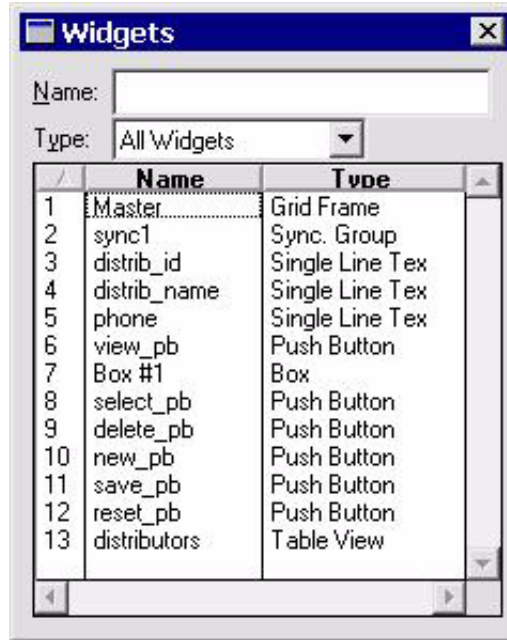 Widgets
Name:
Type: All Widgets
Name Type
1 Master Grid Frame
2 sync1 Sync. Group
3 distrib_id Single Line Tex
4 distrib_name Single Line Tex
5 phone Single Line Tex
6 view_pb Push Button
7 Box #1 Box
8 select_pb Push Button
9 delete_pb Push Button
10 new_pb Push Button
11 save_pb Push Button
12 reset_pb Push Button
13 distributors Table View